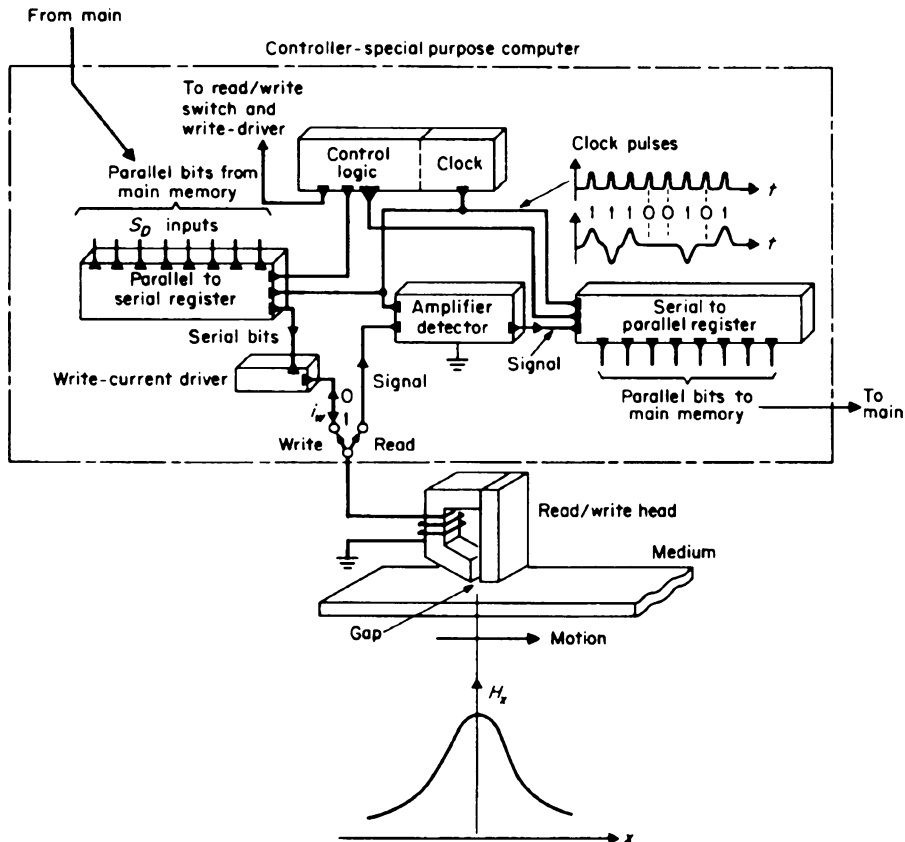 From main
Controller-special purpose computer
To read/write
switch and
write-driver
Control
logic
Clock
Clock pulses
t
1 1 1 0 0 1 0 1
t
Parallel bits from
main memory
S_D inputs
Parallel to
serial register
Serial bits
Amplifier
detector
Signal
Serial to
parallel register
Signal
Write-current driver
i_w
0
1
Write
Read
Parallel bits to
main memory
To
main
Read/write head
Medium
Gap
Motion
H_x
x